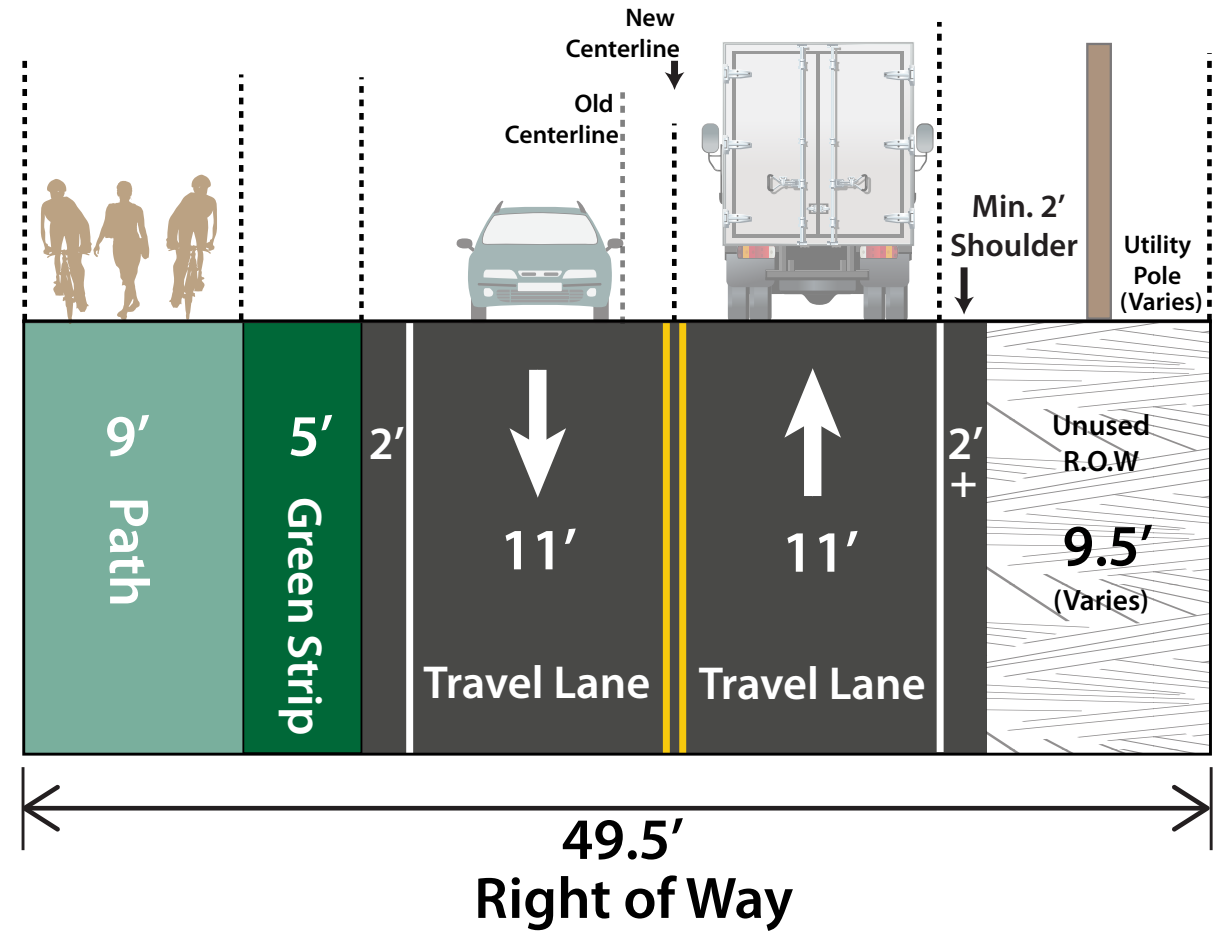 New
Centerline
Old
Centerline
Min. 2’
Shoulder
Utility
Pole
(Varies)
9’
Path
5’
Green Strip
2’
11’
Travel Lane
11’
Travel Lane
2’
+
Unused
R.O.W
9.5’
(Varies)
49.5’
Right of Way